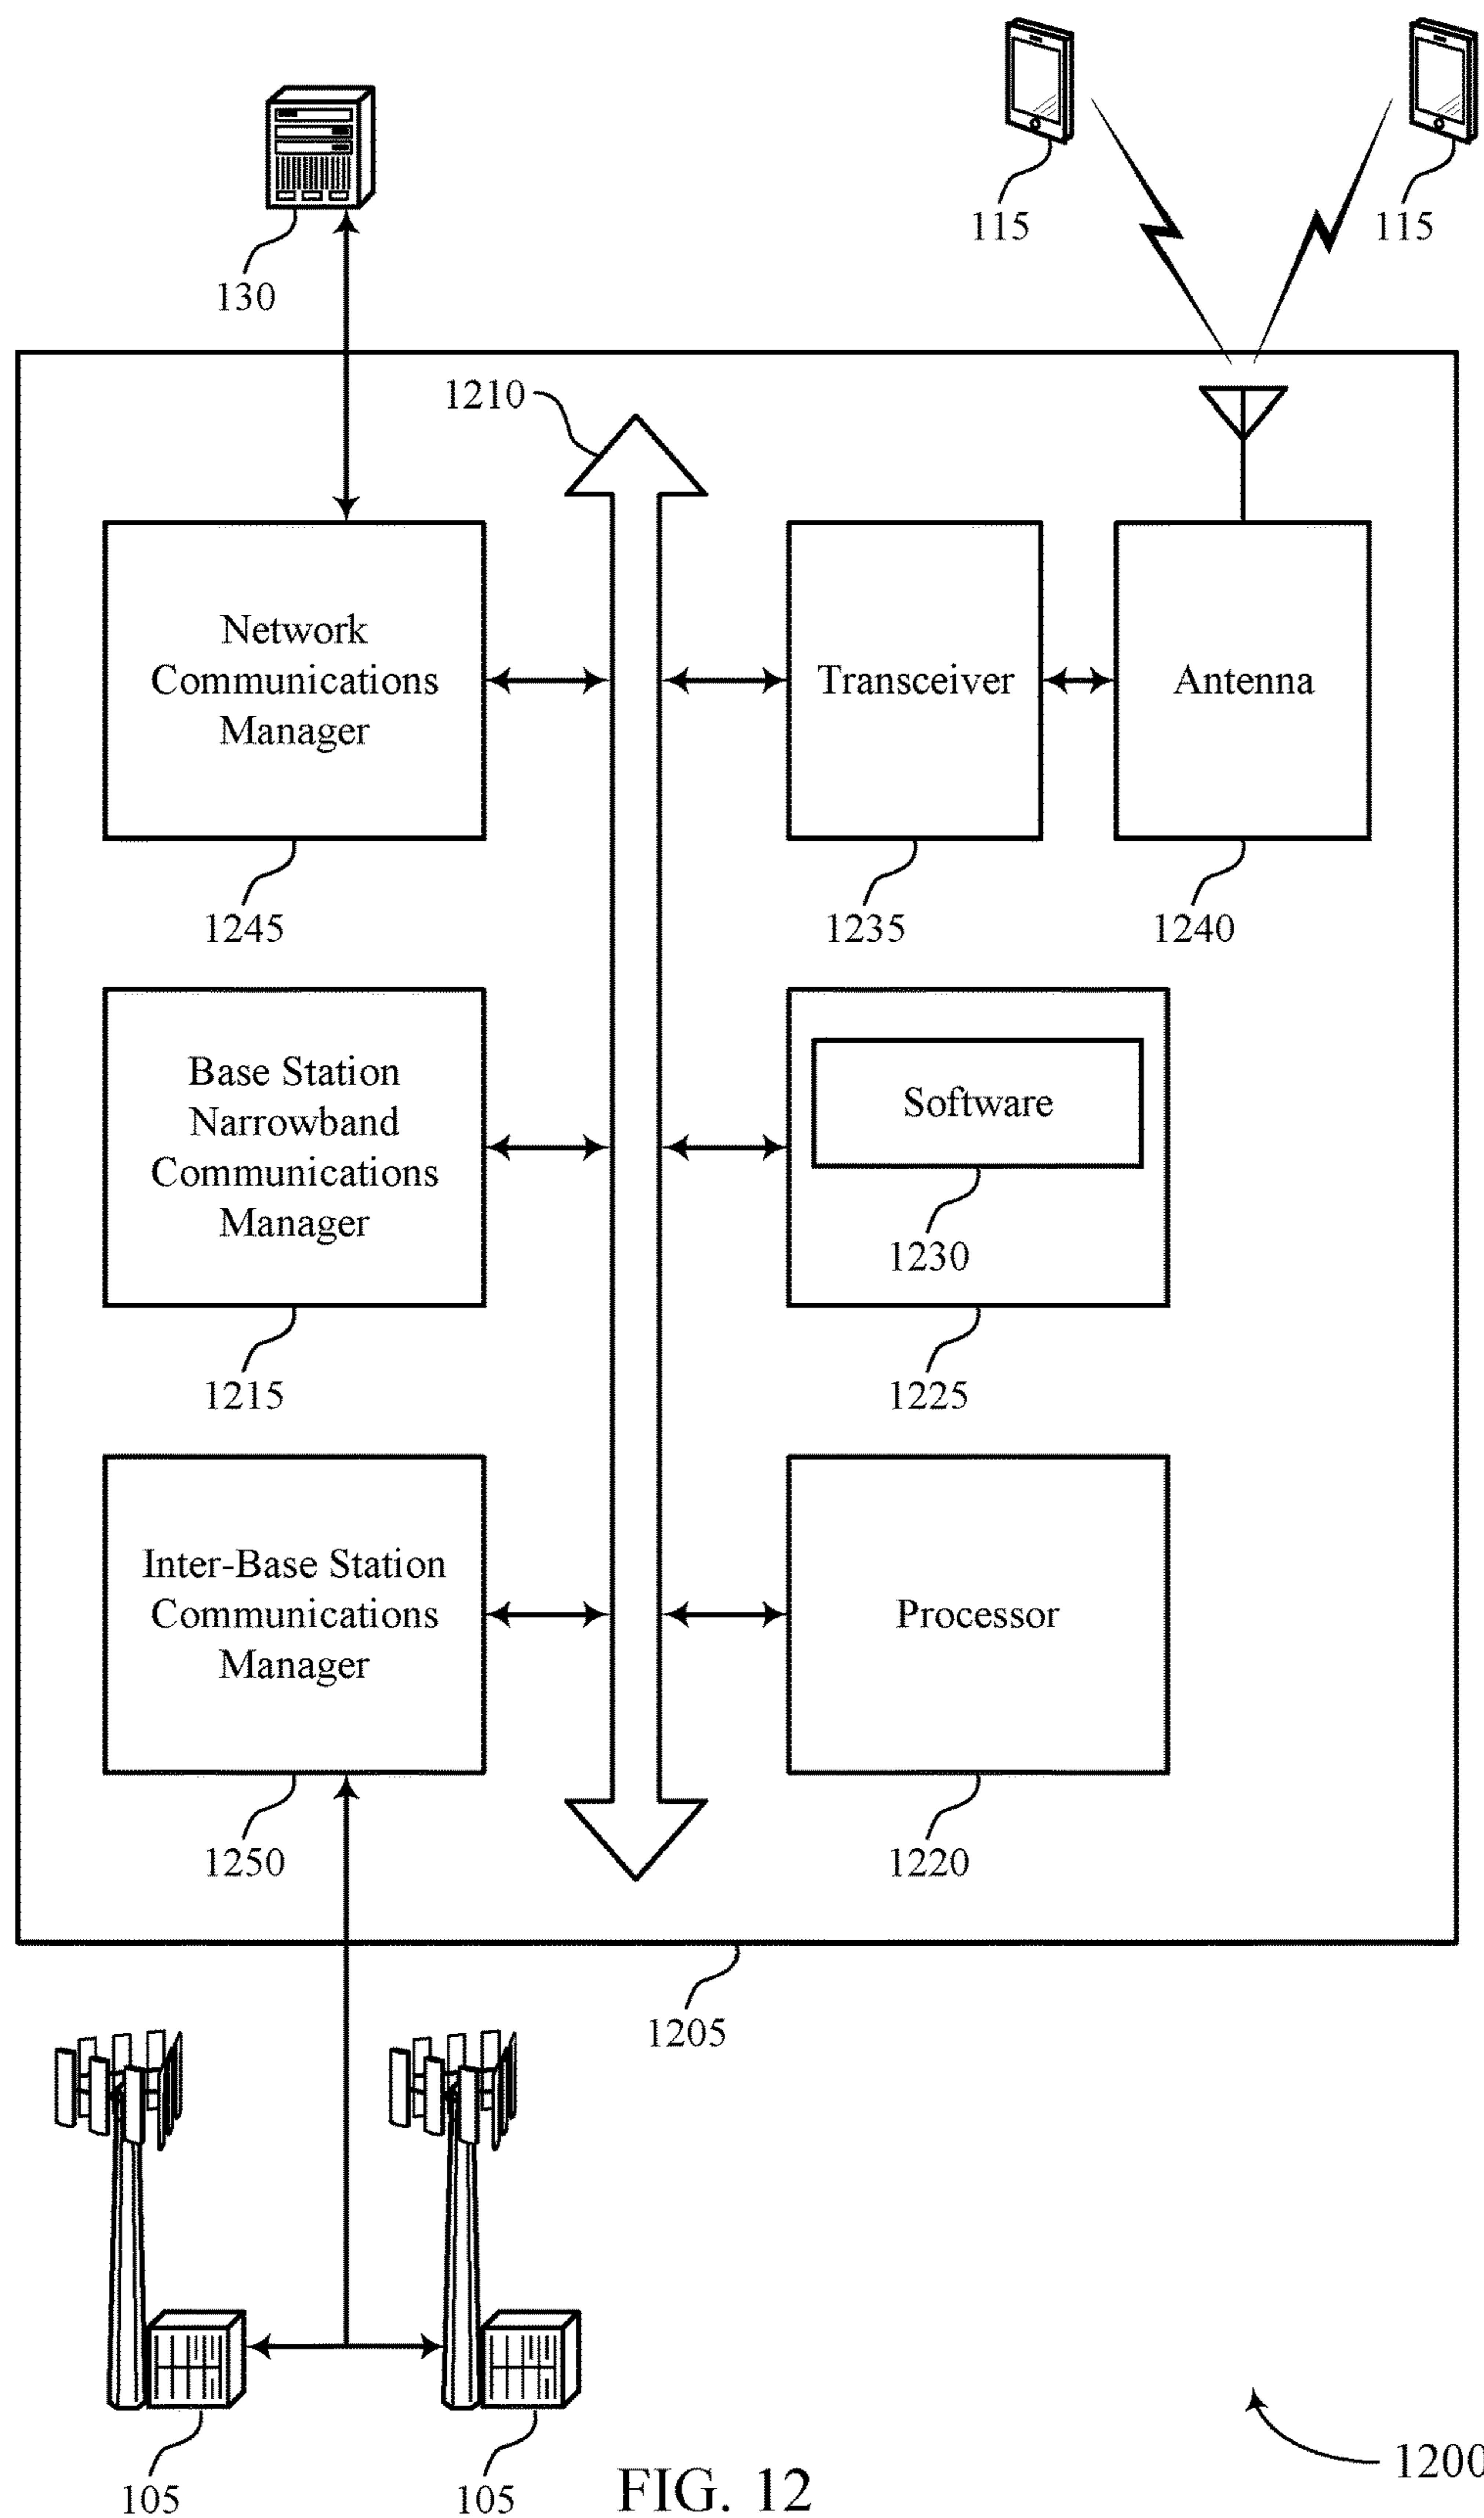 115
115
130
1210
Network
Communications
Manager
Transceiver
Antenna
1245
1235
1240
Base Station
Narrowband
Communications
Manager
Software
1230
1215
1225
Inter-Base Station
Communications
Manager
Processor
1250
1220
1205
105
105
FIG. 12
1200